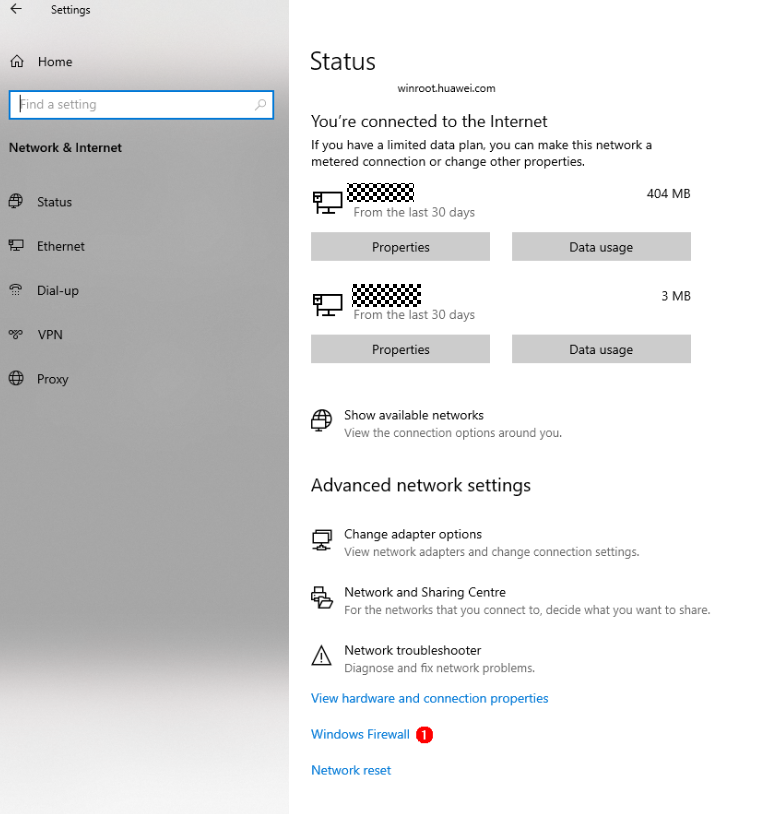 Settings
Home
Find a setting
Network & Internet
Status
Ethernet
Dial-up
VPN
Proxy
Status
winroot.huawei.com
You're connected to the Internet
If you have a limited data plan, you can make this network a
metered connection or change other properties.
404 MB
From the last 30 days
Properties
Data usage
3 MB
From the last 30 days
Properties
Data usage
Show available networks
View the connection options around you.
Advanced network settings
Change adapter options
View network adapters and change connection settings.
Network and Sharing Centre
For the networks that you connect to, decide what you want to share.
Network troubleshooter
Diagnose and fix network problems.
View hardware and connection properties
Windows Firewall 1
Network reset